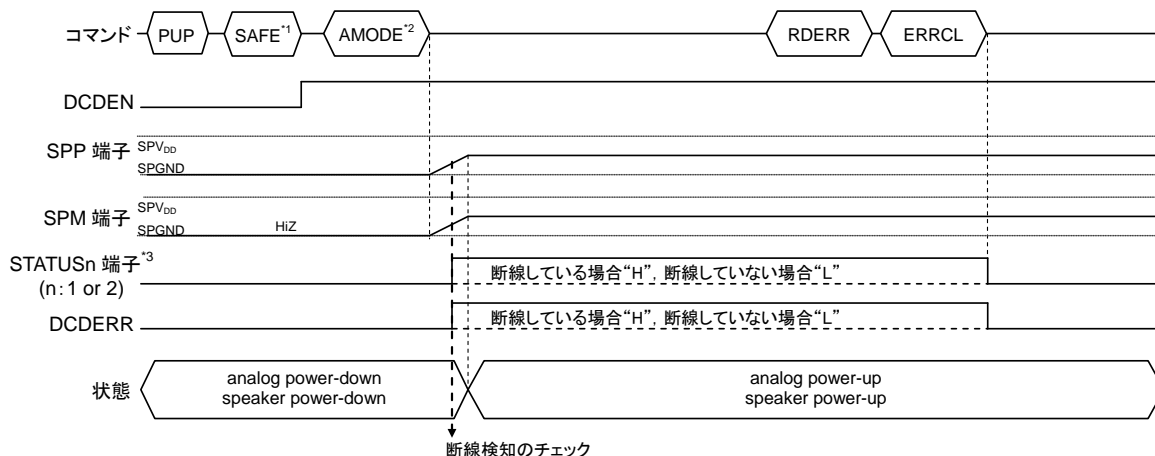 コマンド PUP SAFE*1 AMODE*2 RDERR ERRCL
DCDEN
SPP 端子 SPVDD
SPGND
SPM 端子 SPVDD
SPGND HiZ
STATUSn 端子*3
(n:1 or 2)
断線している場合“H”, 断線していない場合“L”
DCDERR 断線している場合“H”, 断線していない場合“L”
状態
analog power-down
speaker power-down
analog power-up
speaker power-up
断線検知のチェック